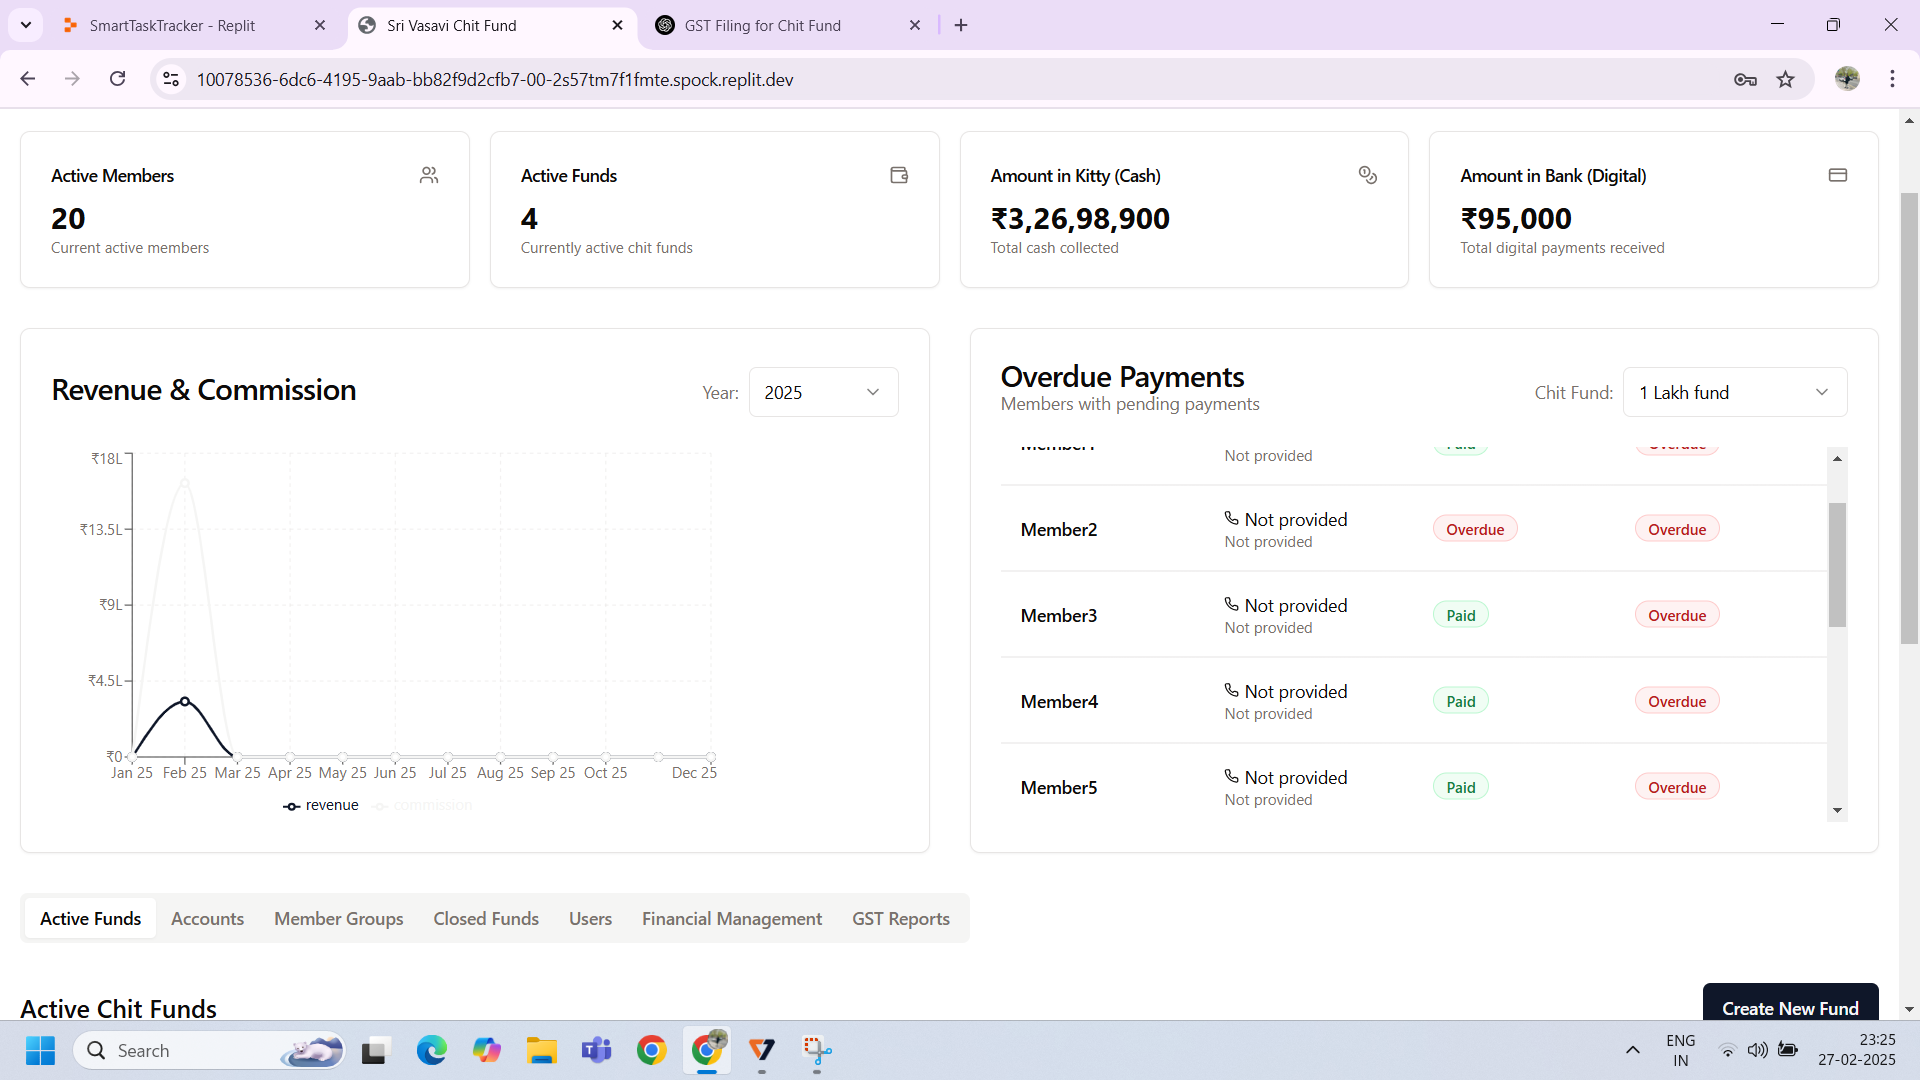 SmartTaskTracker - Replit
Sri Vasavi Chit Fund
GST Filing for Chit Fund
10078536-6dc6-4195-9aab-bb82f9d2cfb7-00-2s57tm7f1fmte.spock.replit.dev
Active Members
20
Current active members
Active Funds
4
Currently active chit funds
Amount in Kitty (Cash)
₹3,26,98,900
Total cash collected
Amount in Bank (Digital)
₹95,000
Total digital payments received
Revenue & Commission
Year:
2025
₹18L
₹13.5L
₹9L
₹4.5L
₹0
Jan 25 Feb 25 Mar 25 Apr 25 May 25 Jun 25 Jul 25 Aug 25 Sep 25 Oct 25 Dec 25
revenue commission
Overdue Payments
Members with pending payments
Chit Fund:
1 Lakh fund
Member1 Paid Overdue
Not provided
Member2 Not provided Overdue Overdue
Not provided
Member3 Not provided Paid Overdue
Not provided
Member4 Not provided Paid Overdue
Not provided
Member5 Not provided Paid Overdue
Not provided
Active Funds Accounts Member Groups Closed Funds Users Financial Management GST Reports
Active Chit Funds
Create New Fund
Search
ENG
IN
23:25
27-02-2025